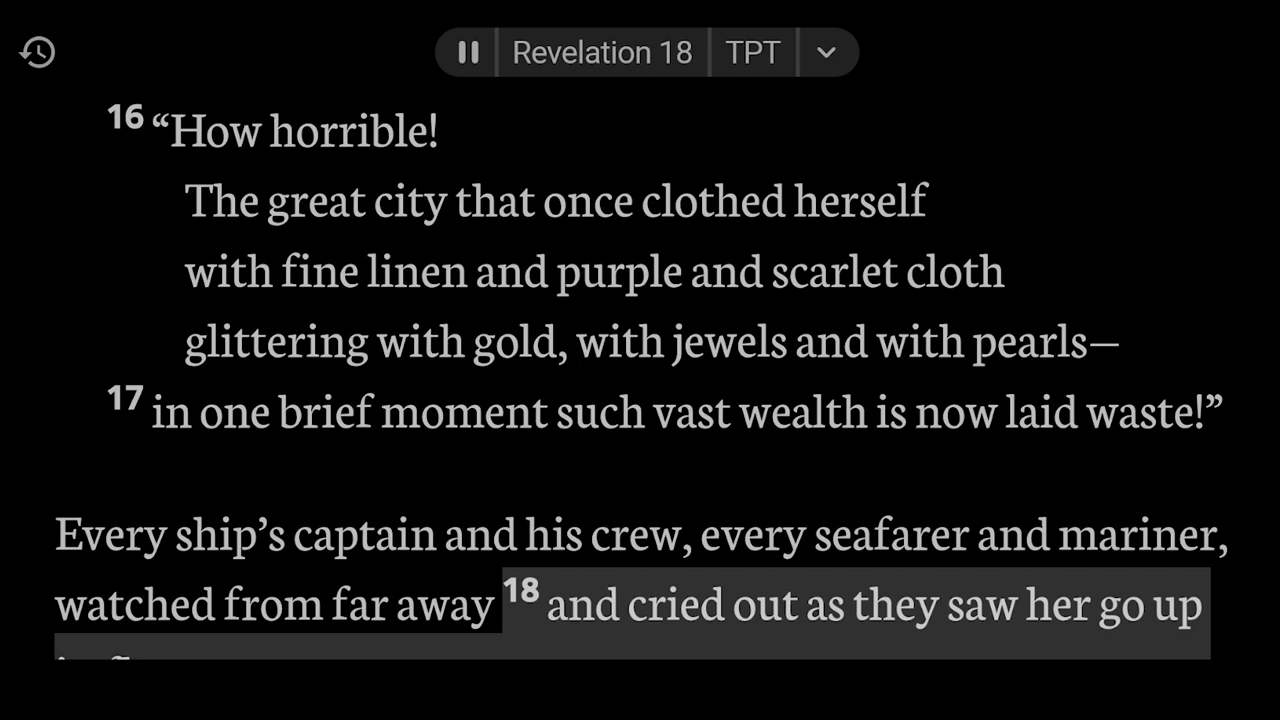 Revelation 18 TPT
16 “How horrible!
The great city that once clothed herself
with fine linen and purple and scarlet cloth
glittering with gold, with jewels and with pearls—
17 in one brief moment such vast wealth is now laid waste!”
Every ship’s captain and his crew, every seafarer and mariner,
watched from far away 18 and cried out as they saw her go up